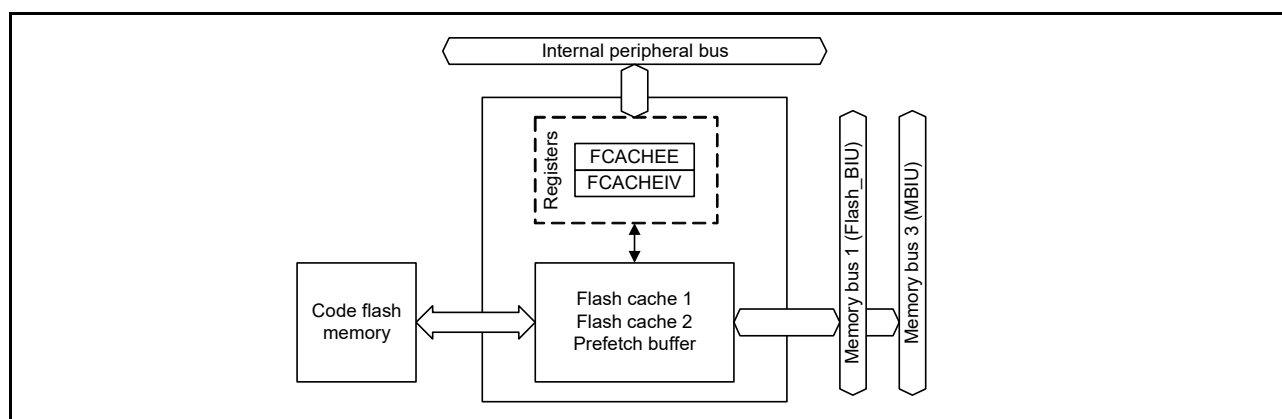 Internal peripheral bus
Registers
FCACHEE
FCACHEIV
Code flash
memory
Flash cache 1
Flash cache 2
Prefetch buffer
Memory bus 1 (Flash_BIU)
Memory bus 3 (MBIU)